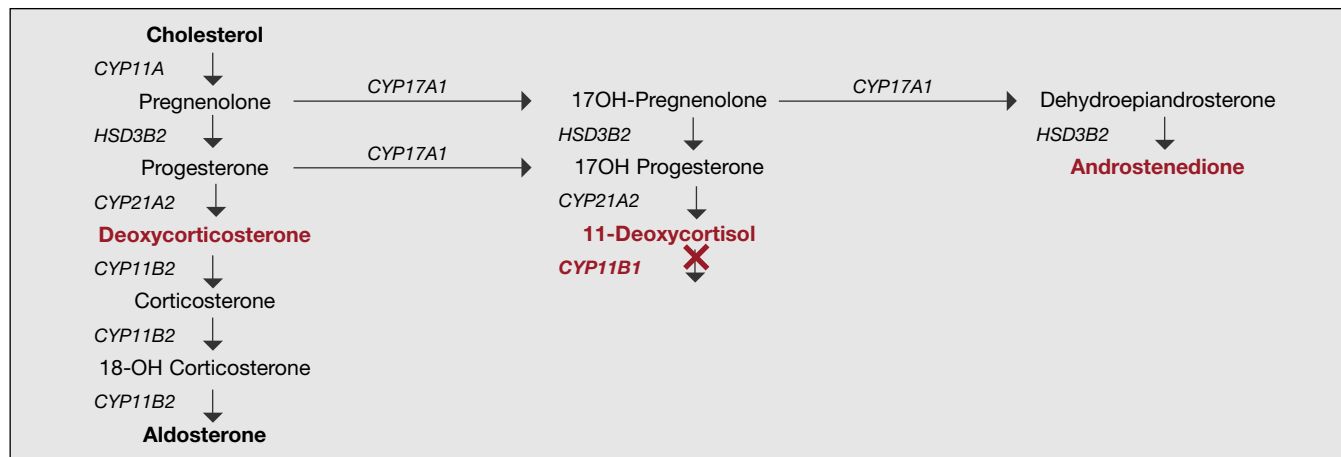 Cholesterol
CYP11A
CYP17A1 CYP17A1
Pregnenolone 17OH-Pregnenolone Dehydroepiandrosterone
HSD3B2 HSD3B2 HSD3B2
CYP17A1
Progesterone 17OH Progesterone Androstenedione
CYP21A2 CYP21A2
Deoxycorticosterone 11-Deoxycortisol
CYP11B2 CYP11B1
Corticosterone
CYP11B2
18-OH Corticosterone
CYP11B2
Aldosterone